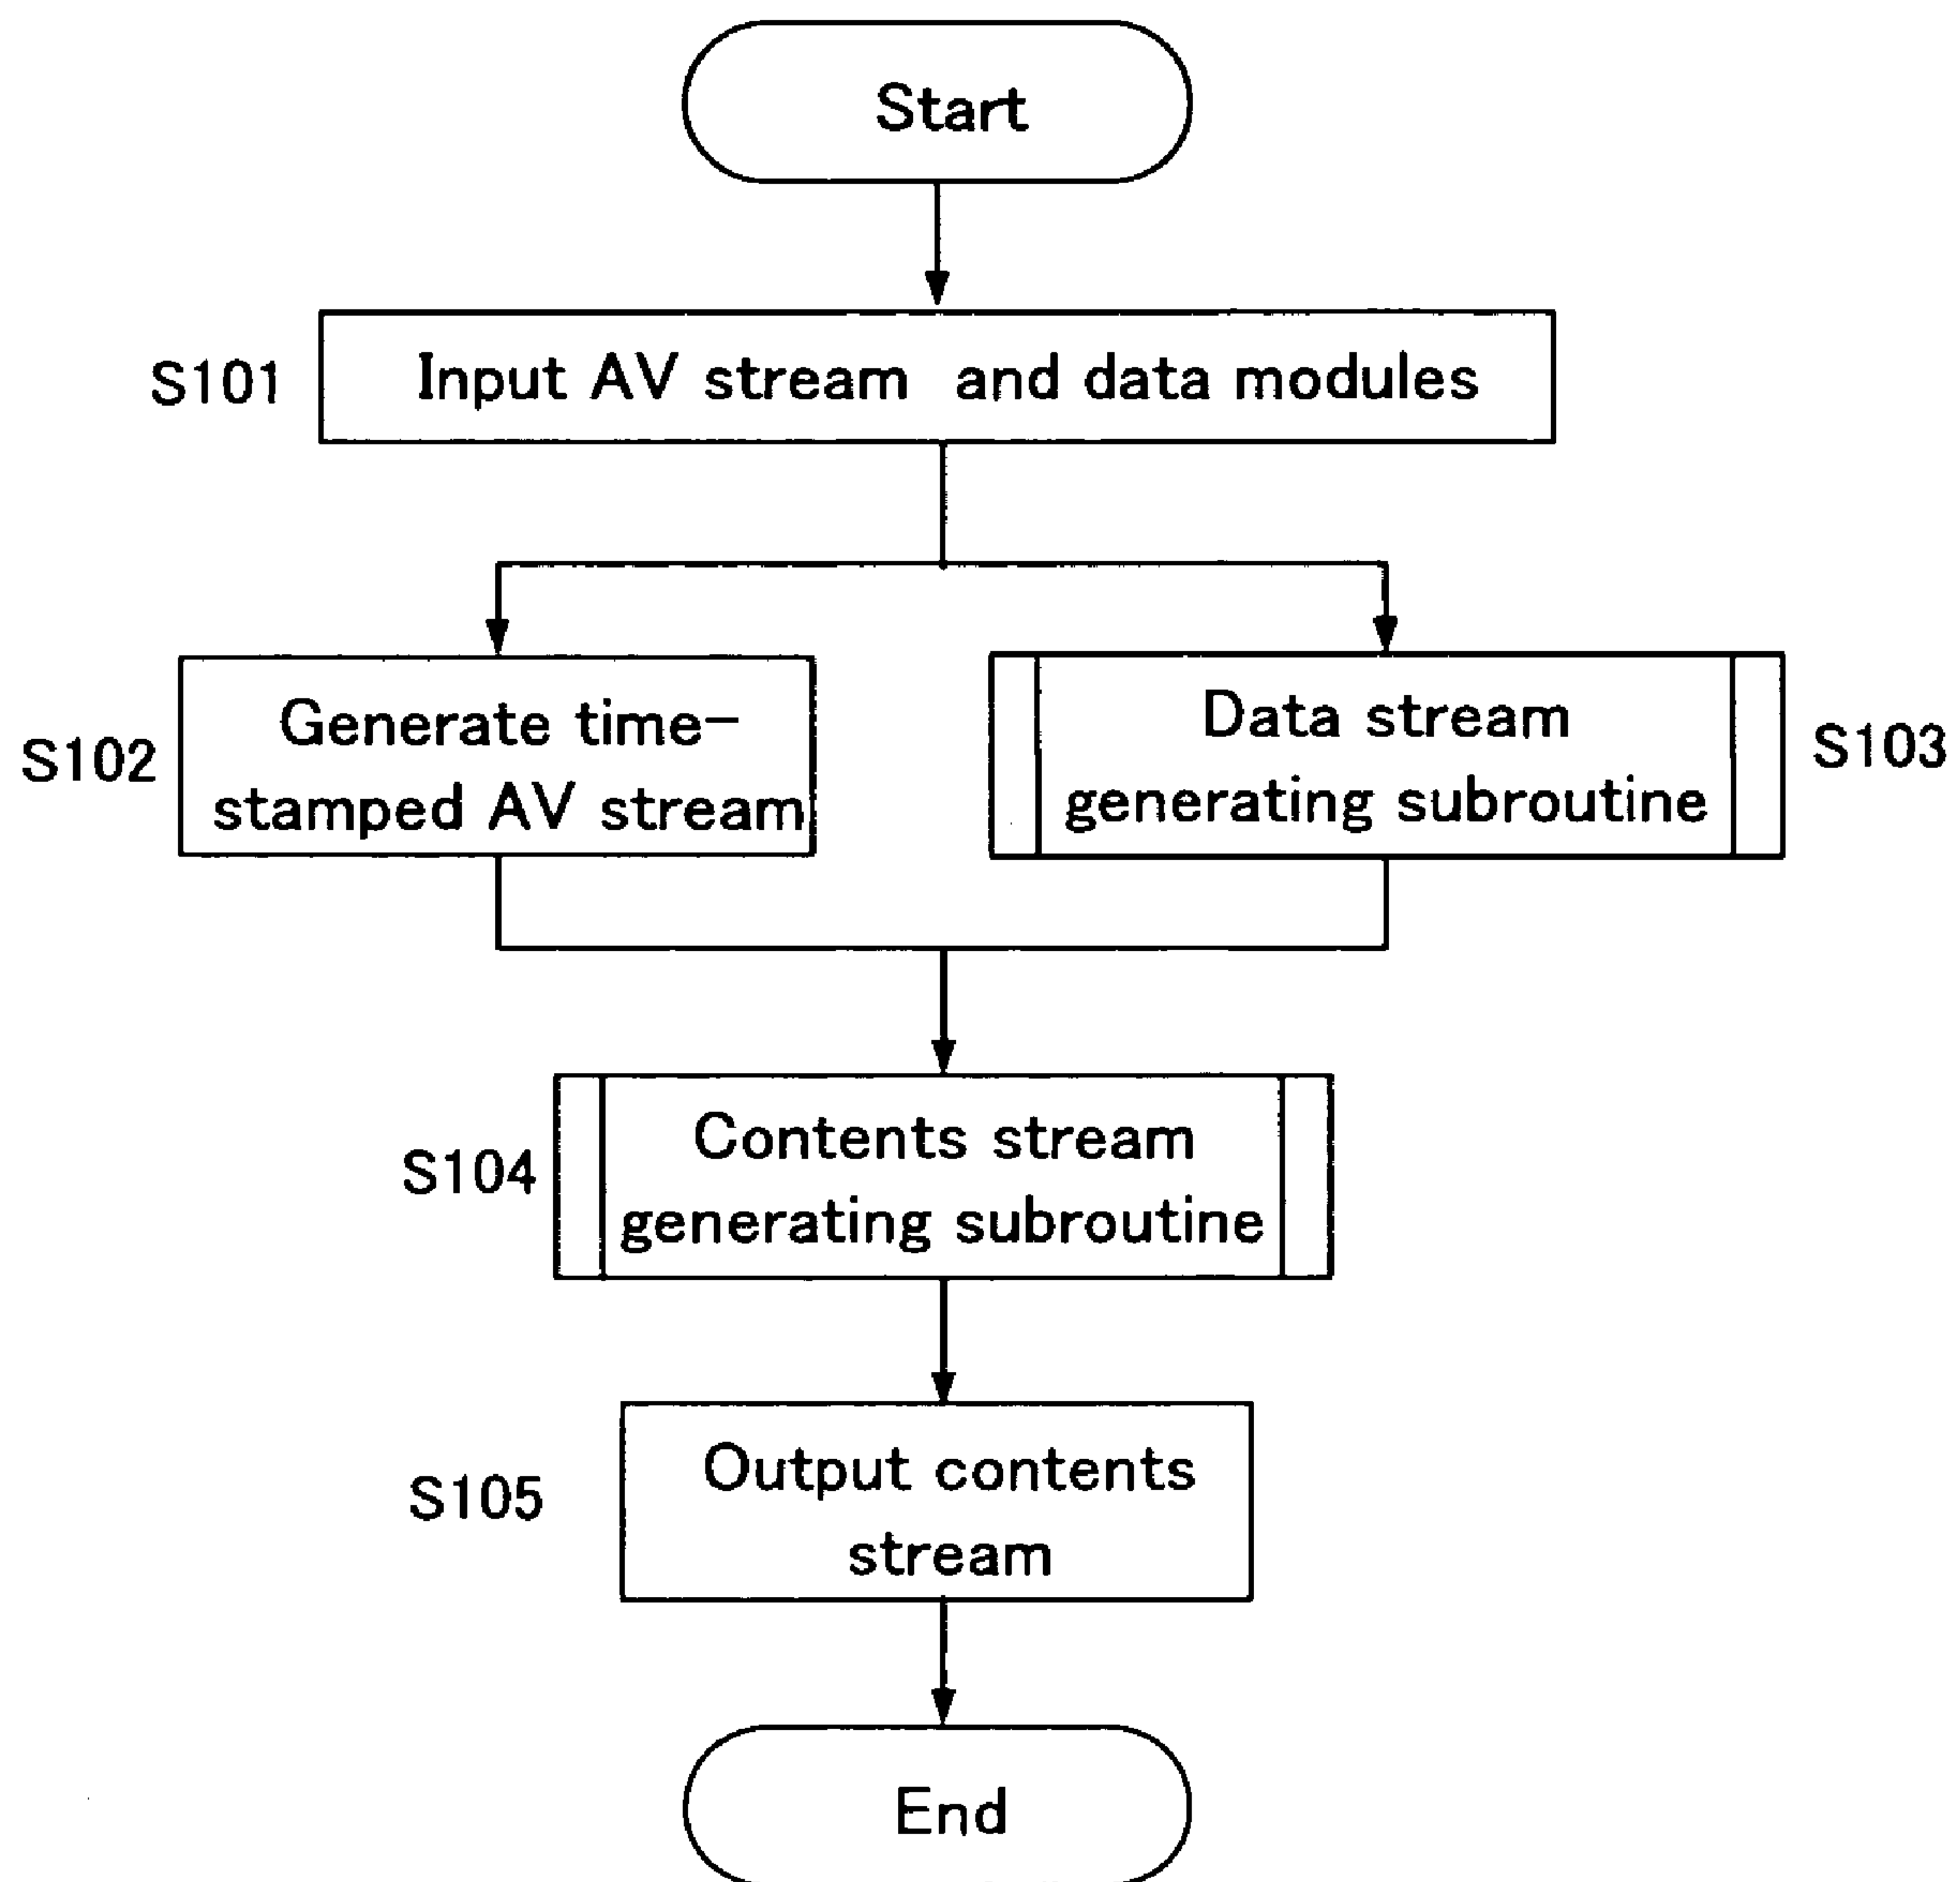 Start
S101
Input AV stream and data modules
S102
Generate time-
stamped AV stream
Data stream
generating subroutine
S103
S104
Contents stream
generating subroutine
S105
Output contents
stream
End